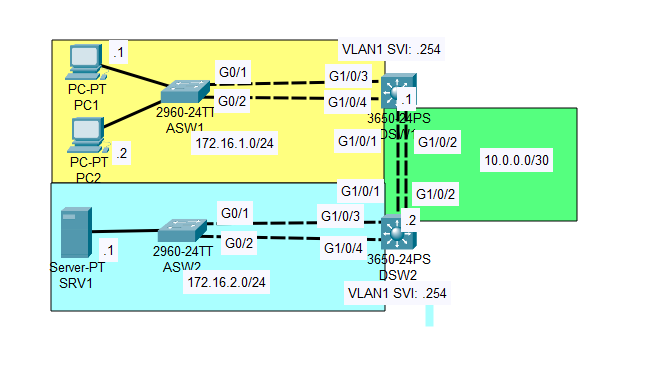 VLAN1 SVI: .254
.1
G0/1
G1/0/3
PC-PT
PC1
G0/2
G1/0/4
.1
2960-24TT
ASW1
3650-24PS
DSW1
.2
PC-PT
PC2
172.16.1.0/24
G1/0/1
G1/0/2
10.0.0.0/30
G1/0/1
G1/0/2
G0/1
G1/0/3
.2
.1
G0/2
G1/0/4
2960-24TT
ASW2
3650-24PS
DSW2
Server-PT
SRV1
172.16.2.0/24
VLAN1 SVI: .254